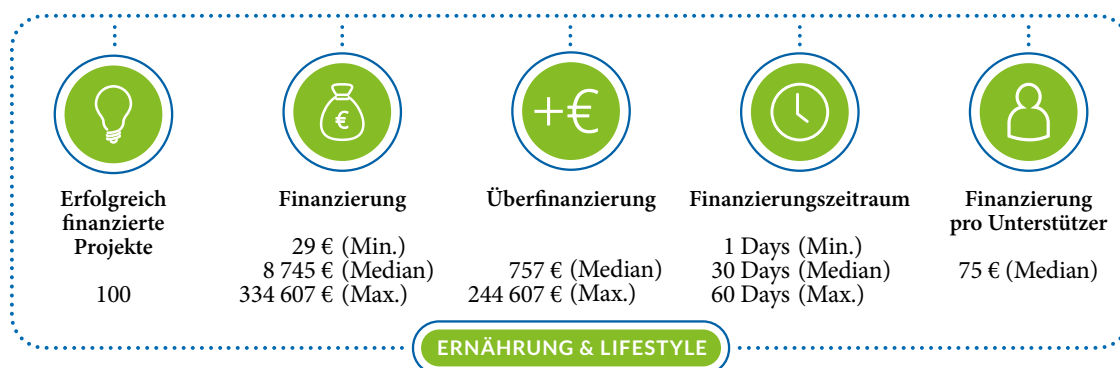 €
+€
Erfolgreich
finanzierte
Projekte
100
Finanzierung
29 € (Min.)
8 745 € (Median)
334 607 € (Max.)
Überfinanzierung
757 € (Median)
244 607 € (Max.)
Finanzierungszeitraum
1 Days (Min.)
30 Days (Median)
60 Days (Max.)
Finanzierung
pro Unterstützer
75 € (Median)
ERNÄHRUNG & LIFESTYLE